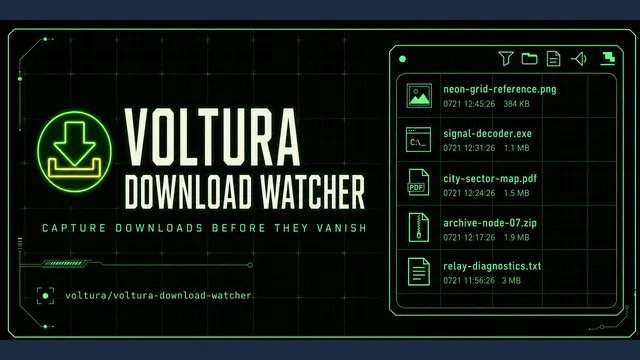 VOLTURA
DOWNLOAD WATCHER
CAPTURE DOWNLOADS BEFORE THEY VANISH
voltura/voltura-download-watcher
neon-grid-reference.png
0721 12:45:26 384 KB
C:\_
signal-decoder.exe
0721 12:31:26 1.1 MB
PDF
city-sector-map.pdf
0721 12:24:26 1.5 MB
archive-node-07.zip
0721 12:17:26 1.9 MB
relay-diagnostics.txt
0721 11:56:26 3 MB